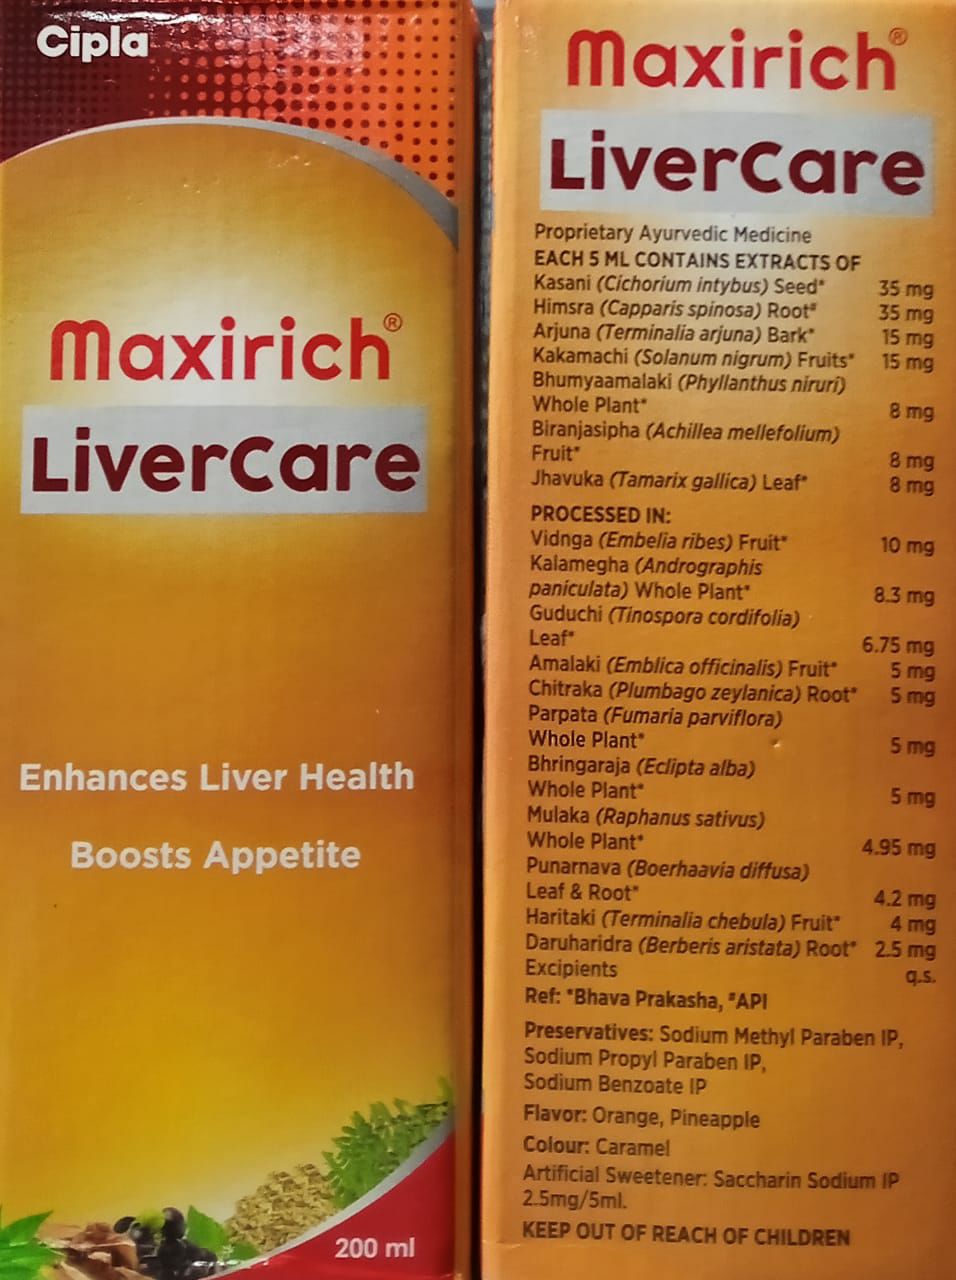 Cipla
Maxirich®
LiverCare
Enhances Liver Health
Boosts Appetite
200 ml
Maxirich®
LiverCare
Proprietary Ayurvedic Medicine
EACH 5 ML CONTAINS EXTRACTS OF
Kasani (Cichorium intybus) Seed* 35 mg
Himsra (Capparis spinosa) Root# 35 mg
Arjuna (Terminalia arjuna) Bark* 15 mg
Kakamachi (Solanum nigrum) Fruits* 15 mg
Bhumyaamalaki (Phyllanthus niruri)
Whole Plant* 8 mg
Biranjasipha (Achillea mellefolium)
Fruit* 8 mg
Jhavuka (Tamarix gallica) Leaf* 8 mg
PROCESSED IN:
Vidnga (Embelia ribes) Fruit* 10 mg
Kalamegha (Andrographis
paniculata) Whole Plant* 8.3 mg
Guduchi (Tinospora cordifolia)
Leaf* 6.75 mg
Amalaki (Emblica officinalis) Fruit* 5 mg
Chitraka (Plumbago zeylanica) Root* 5 mg
Parpata (Fumaria parviflora)
Whole Plant* 5 mg
Bhringaraja (Eclipta alba)
Whole Plant* 5 mg
Mulaka (Raphanus sativus)
Whole Plant* 4.95 mg
Punarnava (Boerhaavia diffusa)
Leaf & Root* 4.2 mg
Haritaki (Terminalia chebula) Fruit* 4 mg
Daruharidra (Berberis aristata) Root* 2.5 mg
Excipients q.s.
Ref: *Bhava Prakasha, #API
Preservatives: Sodium Methyl Paraben IP,
Sodium Propyl Paraben IP,
Sodium Benzoate IP
Flavor: Orange, Pineapple
Colour: Caramel
Artificial Sweetener: Saccharin Sodium IP
2.5mg/5ml.
KEEP OUT OF REACH OF CHILDREN